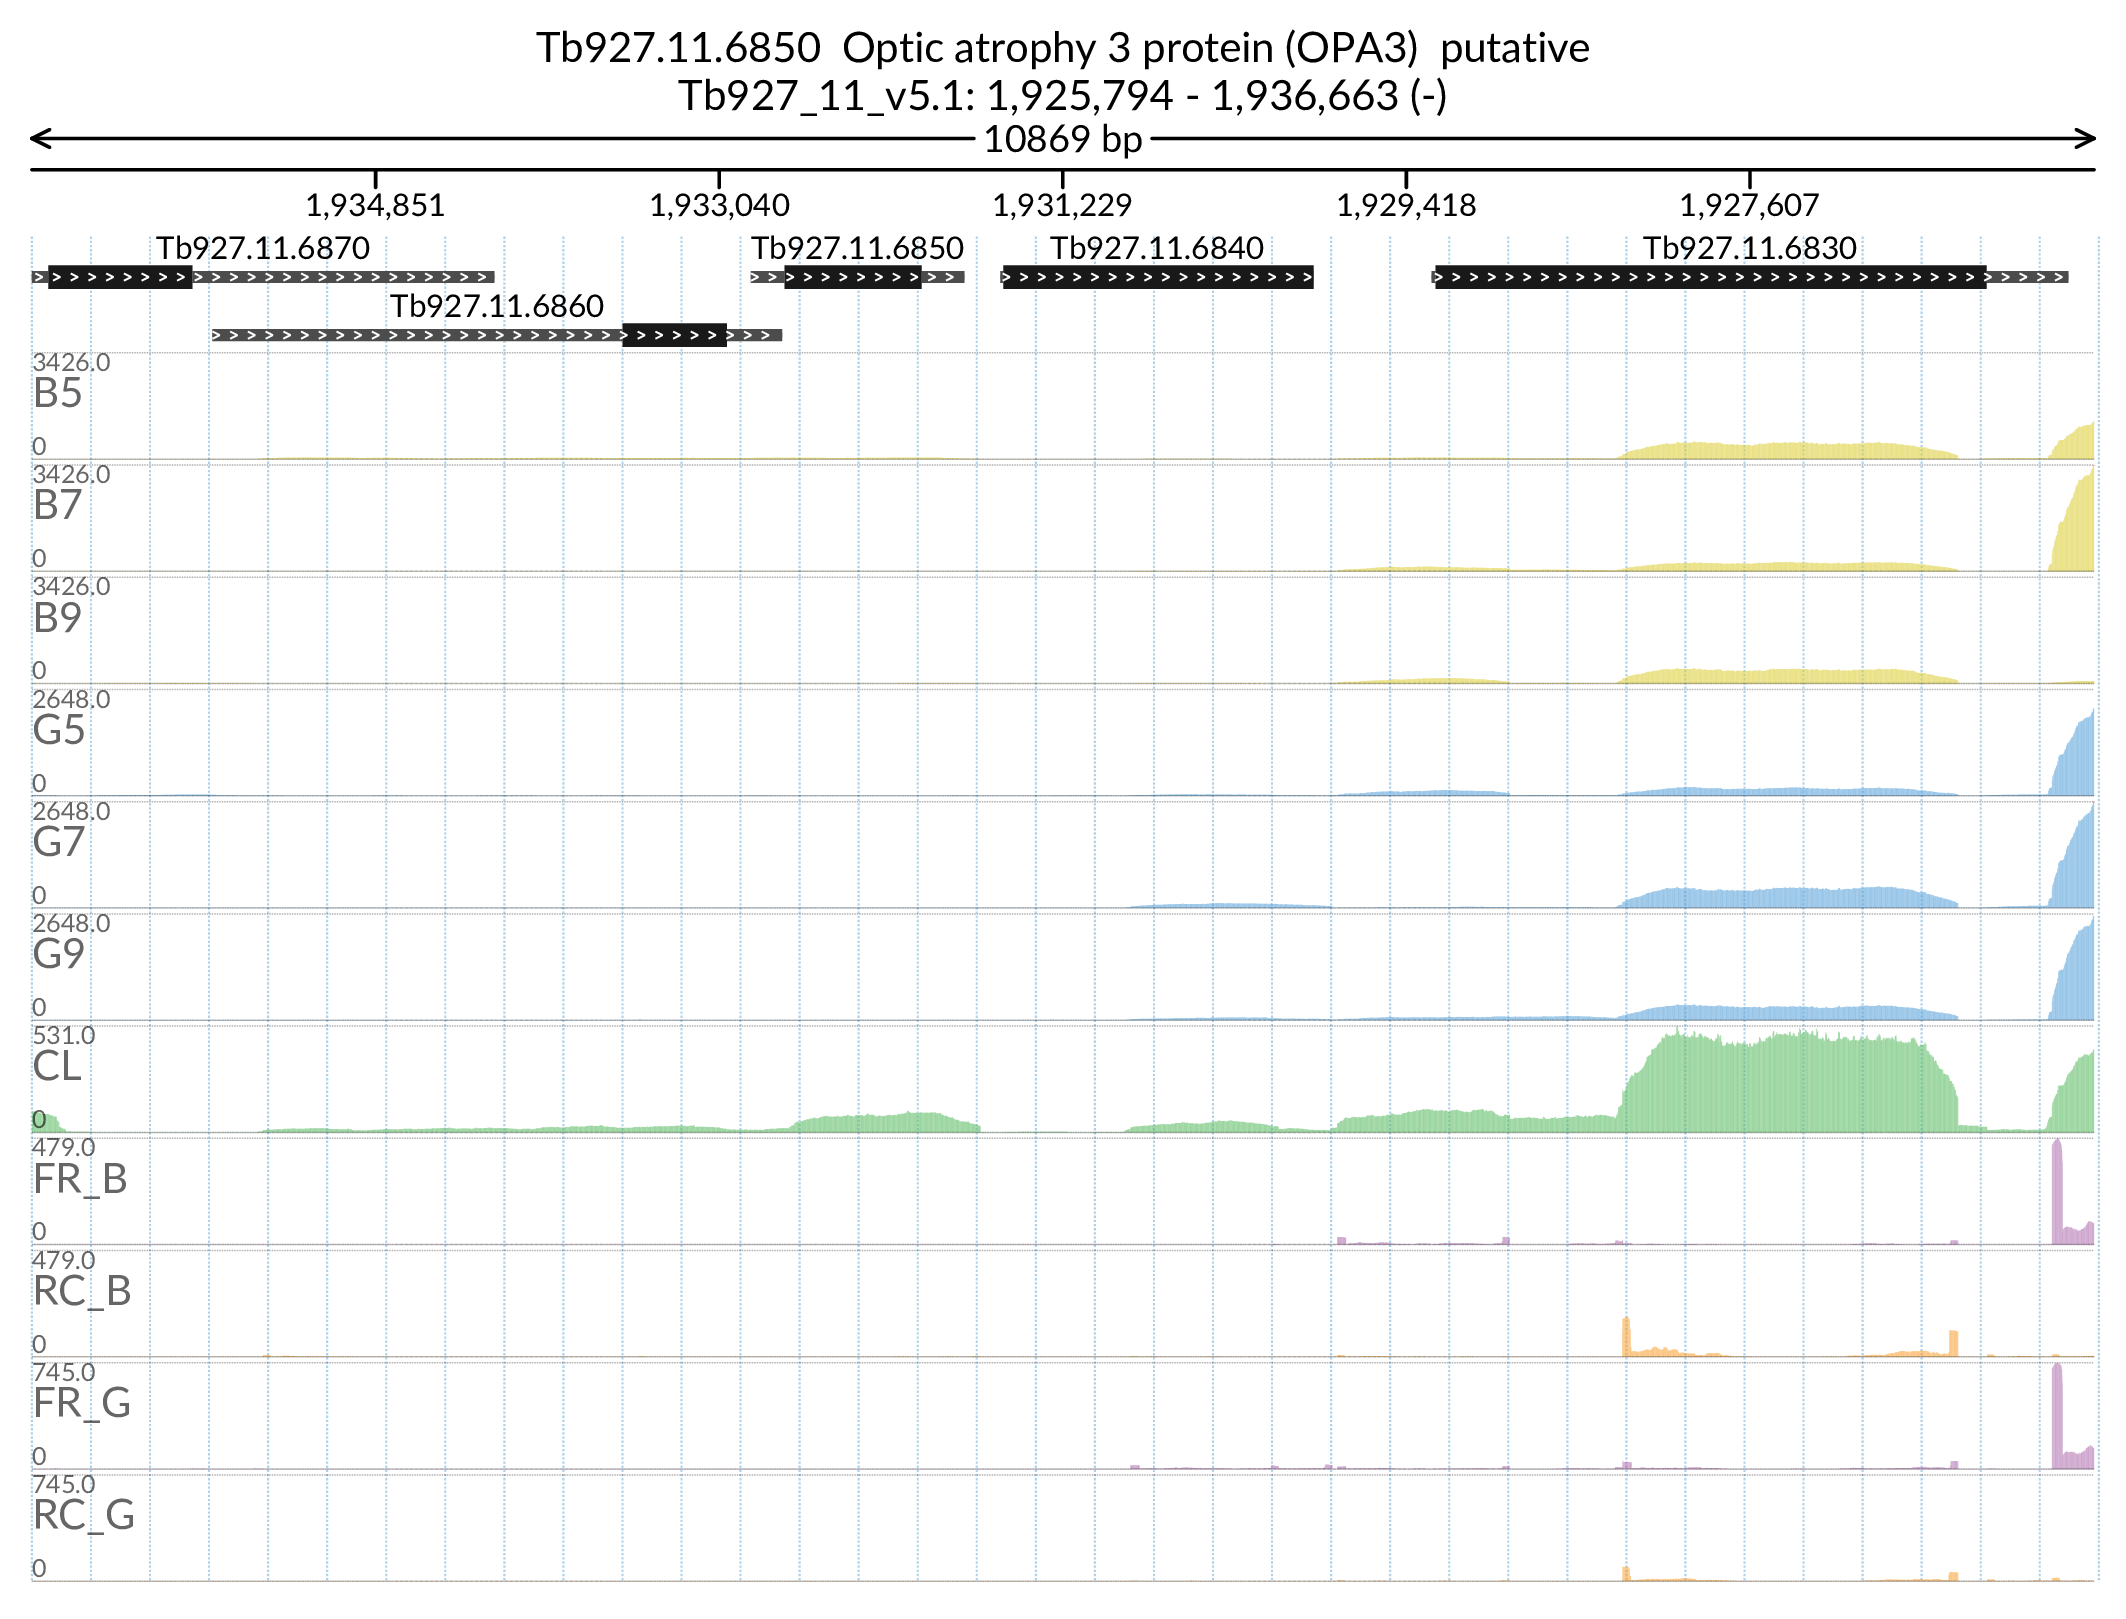 Tb927.11.6850  Optic atrophy 3 protein (OPA3)  putative
Tb927_11_v5.1: 1,925,794 - 1,936,663 (-)
10869 bp
1,934,851 1,933,040 1,931,229 1,929,418 1,927,607
Tb927.11.6870 Tb927.11.6850 Tb927.11.6840 Tb927.11.6830
Tb927.11.6860
3426.0
B5
0
3426.0
B7
0
3426.0
B9
0
2648.0
G5
0
2648.0
G7
0
2648.0
G9
0
531.0
CL
0
479.0
FR_B
0
479.0
RC_B
0
745.0
FR_G
0
745.0
RC_G
0